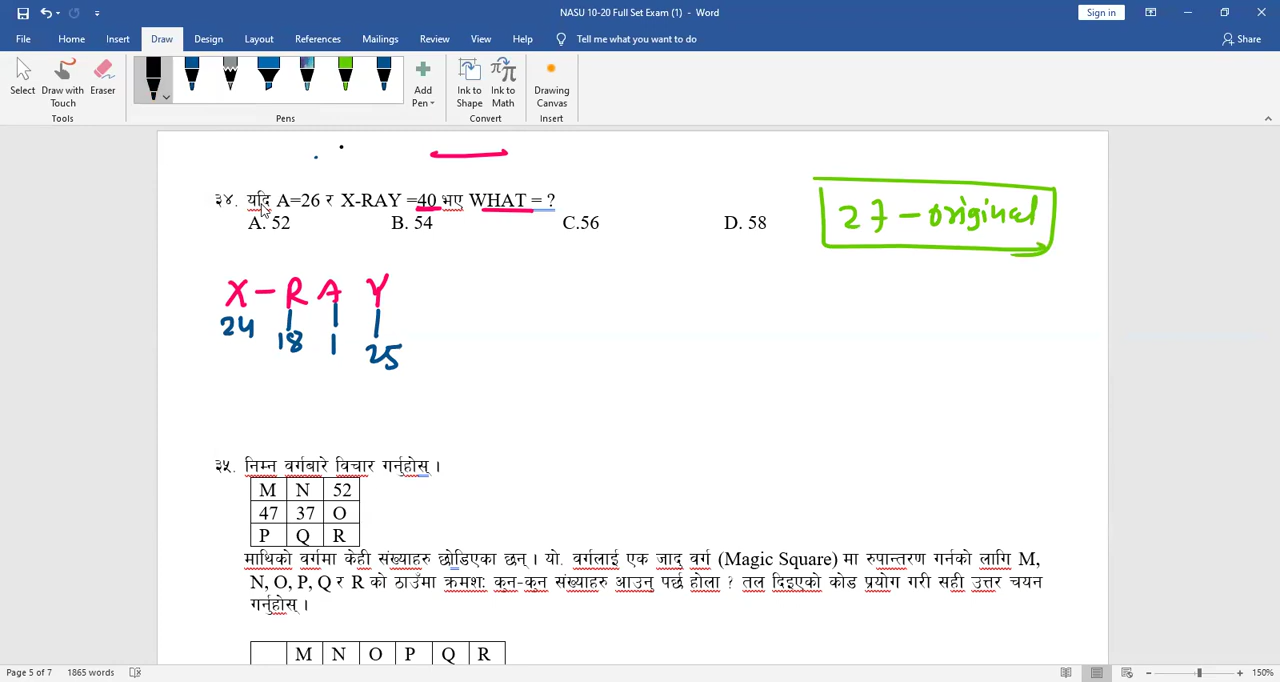 NASU 10-20 Full Set Exam (1) - Word
Sign in
File Home Insert Draw Design Layout References Mailings Review View Help Tell me what you want to do Share
Select Draw with Touch Eraser Add Pen Ink to Shape Ink to Math Drawing Canvas
Tools Pens Convert Insert
३४. यदि A=26 र X-RAY =40 भए WHAT = ?
A. 52 B. 54 C.56 D. 58
27 - original
X - R A Y
24 18 1 25
३५. निम्न वर्गबारे विचार गर्नुहोस् ।
M N 52
47 37 O
P Q R
माथिको वर्गमा केही संख्याहरु छोडिएका छन् । यो. वर्गलाई एक जादु वर्ग (Magic Square) मा रुपान्तरण गर्नको लागि M,
N, O, P, Q र R को ठाउँमा क्रमश: कुन-कुन संख्याहरु आउनु पर्छ होला ? तल दिइएको कोड प्रयोग गरी सही उत्तर चयन
गर्नुहोस् ।
M N O P Q R
Page 5 of 7 1865 words 150%